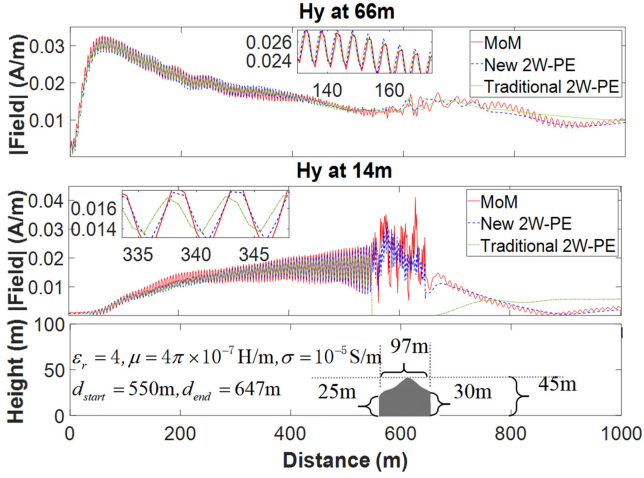 Hy at 66m
|Field| (A/m)
0.03
0.02
0.01
0.026
0.024
140
160
MoM
New 2W-PE
Traditional 2W-PE
Hy at 14m
|Field| (A/m)
0.04
0.03
0.02
0.01
0.016
0.014
335
340
345
MoM
New 2W-PE
Traditional 2W-PE
Height (m)
100
50
0
εr = 4, μ = 4π × 10⁻⁷ H/m, σ = 10⁻⁵ S/m
dstart = 550m, dend = 647m
97m
25m
30m
45m
0
200
400
600
800
1000
Distance (m)